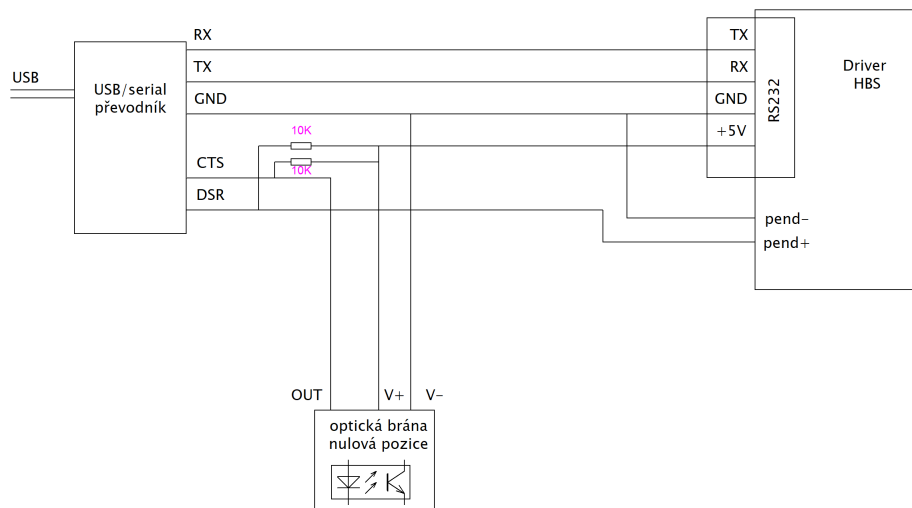 USB
USB/serial
převodník
RX
TX
GND
CTS
DSR
10K
10K
TX
RX
GND
+5V
RS232
Driver
HBS
pend-
pend+
OUT
V+
V-
optická brána
nulová pozice